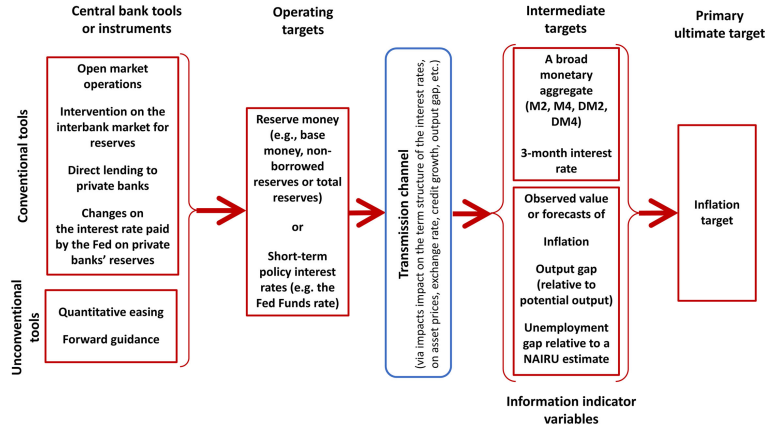 Central bank tools
or instruments
Operating
targets
Intermediate
targets
Primary
ultimate target
Conventional tools
Open market
operations
Intervention on the
interbank market for
reserves
Direct lending to
private banks
Changes on
the interest rate paid
by the Fed on private
banks' reserves
Unconventional
tools
Quantitative easing
Forward guidance
Reserve money
(e.g., base
money, non-
borrowed
reserves or total
reserves)
or
Short-term
policy interest
rates (e.g. the
Fed Funds rate)
Transmission channel
(via impacts impact on the term structure of the interest rates,
on asset prices, exchange rate, credit growth, output gap, etc.)
A broad
monetary
aggregate
(M2, M4, DM2,
DM4)
3-month interest
rate
Observed value
or forecasts of
Inflation
Output gap
(relative to
potential output)
Unemployment
gap relative to a
NAIRU estimate
Information indicator
variables
Inflation
target